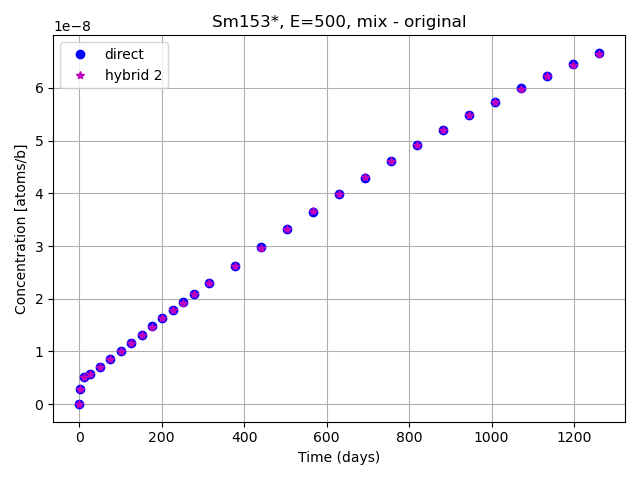 Sm153*, E=500, mix - original
1e−8
direct
hybrid 2
6
5
4
3
2
1
0
Concentration [atoms/b]
0 200 400 600 800 1000 1200
Time (days)